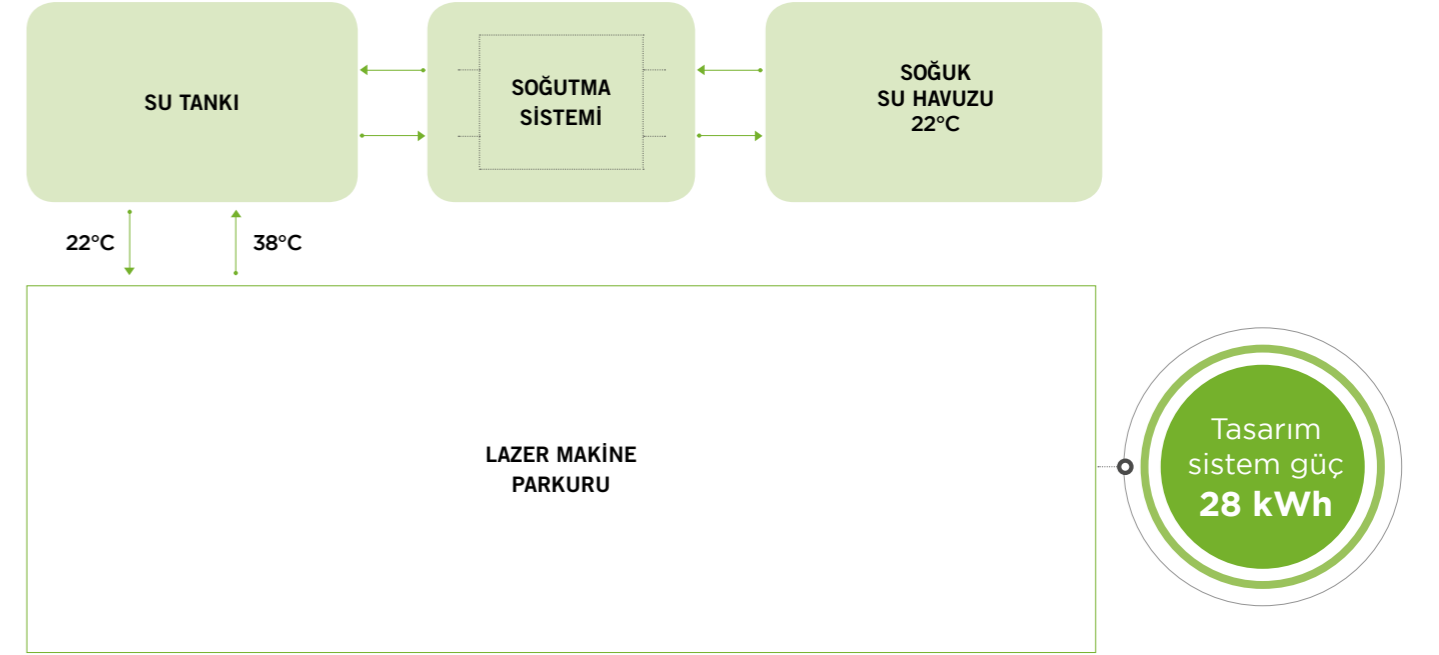 SU TANKI
SOĞUTMA
SİSTEMİ
SOĞUK
SU HAVUZU
22°C
22°C
38°C
LAZER MAKİNE
PARKURU
Tasarım
sistem güç
28 kWh